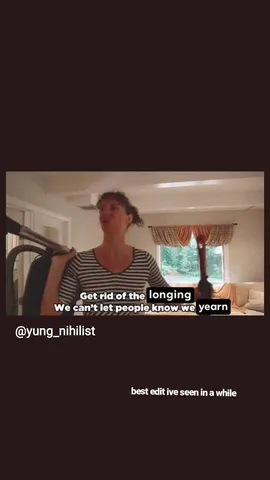 Get rid of the longing
We can't let people know we yearn
@yung_nihilist
best edit ive seen in a while